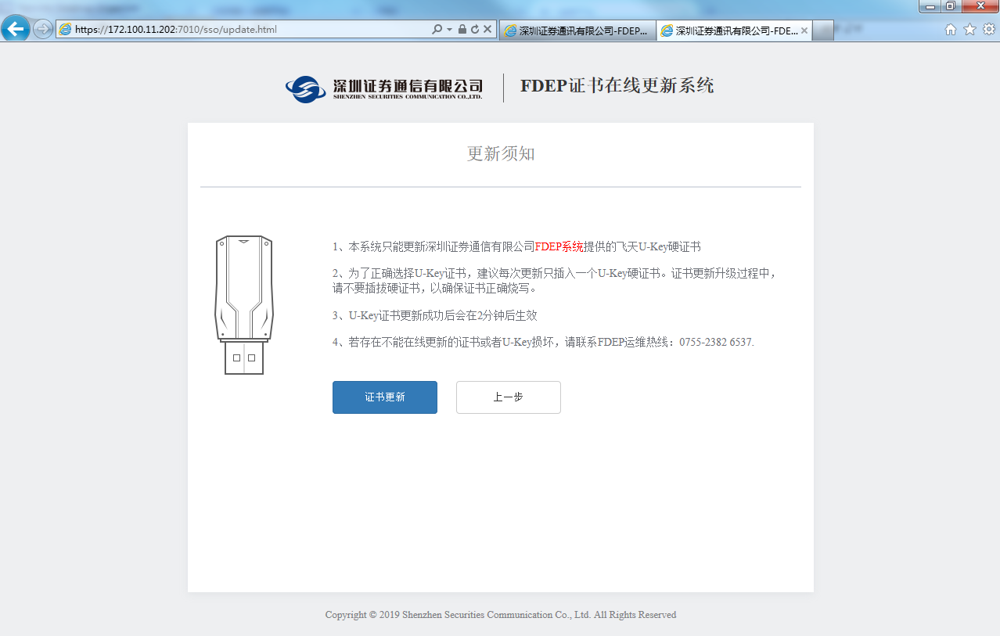 https://172.100.11.202:7010/sso/update.html
深圳证券通讯有限公司-FDEP...
深圳证券通讯有限公司-FDE...
深圳证券通信有限公司
SHENZHEN SECURITIES COMMUNICATION CO.,LTD.
FDEP证书在线更新系统
更新须知
1、本系统只能更新深圳证券通信有限公司FDEP系统提供的飞天U-Key硬证书
2、为了正确选择U-Key证书，建议每次更新只插入一个U-Key硬证书。证书更新升级过程中，
请不要插拔硬证书，以确保证书正确烧写。
3、U-Key证书更新成功后会在2分钟后生效
4、若存在不能在线更新的证书或者U-Key损坏，请联系FDEP运维热线：0755-2382 6537.
证书更新
上一步
Copyright © 2019 Shenzhen Securities Communication Co., Ltd. All Rights Reserved